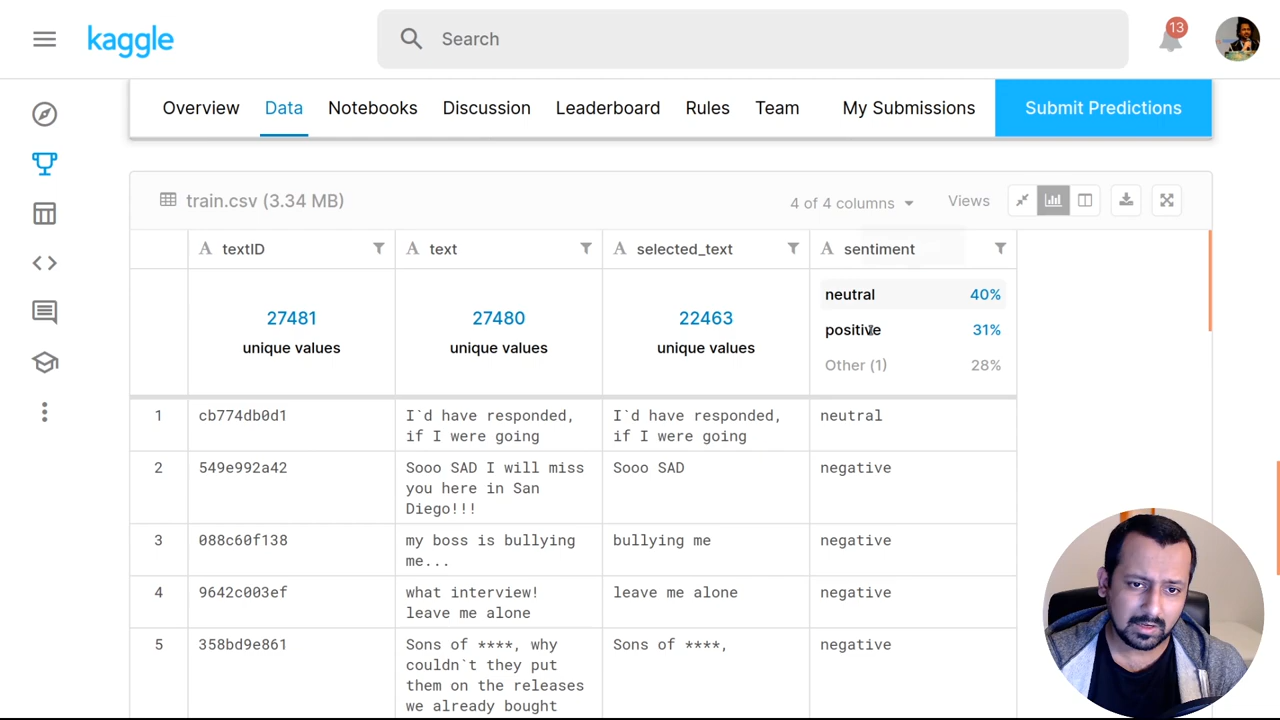 kaggle
Search
13
Overview
Data
Notebooks
Discussion
Leaderboard
Rules
Team
My Submissions
Submit Predictions
train.csv (3.34 MB)
4 of 4 columns
Views
A textID
A text
A selected_text
A sentiment
27481
unique values
27480
unique values
22463
unique values
neutral 40%
positive 31%
Other (1) 28%
1
cb774db0d1
I`d have responded,
if I were going
I`d have responded,
if I were going
neutral
2
549e992a42
Sooo SAD I will miss
you here in San
Diego!!!
Sooo SAD
negative
3
088c60f138
my boss is bullying
me...
bullying me
negative
4
9642c003ef
what interview!
leave me alone
leave me alone
negative
5
358bd9e861
Sons of ****, why
couldn`t they put
them on the releases
we already bought
Sons of ****,
negative